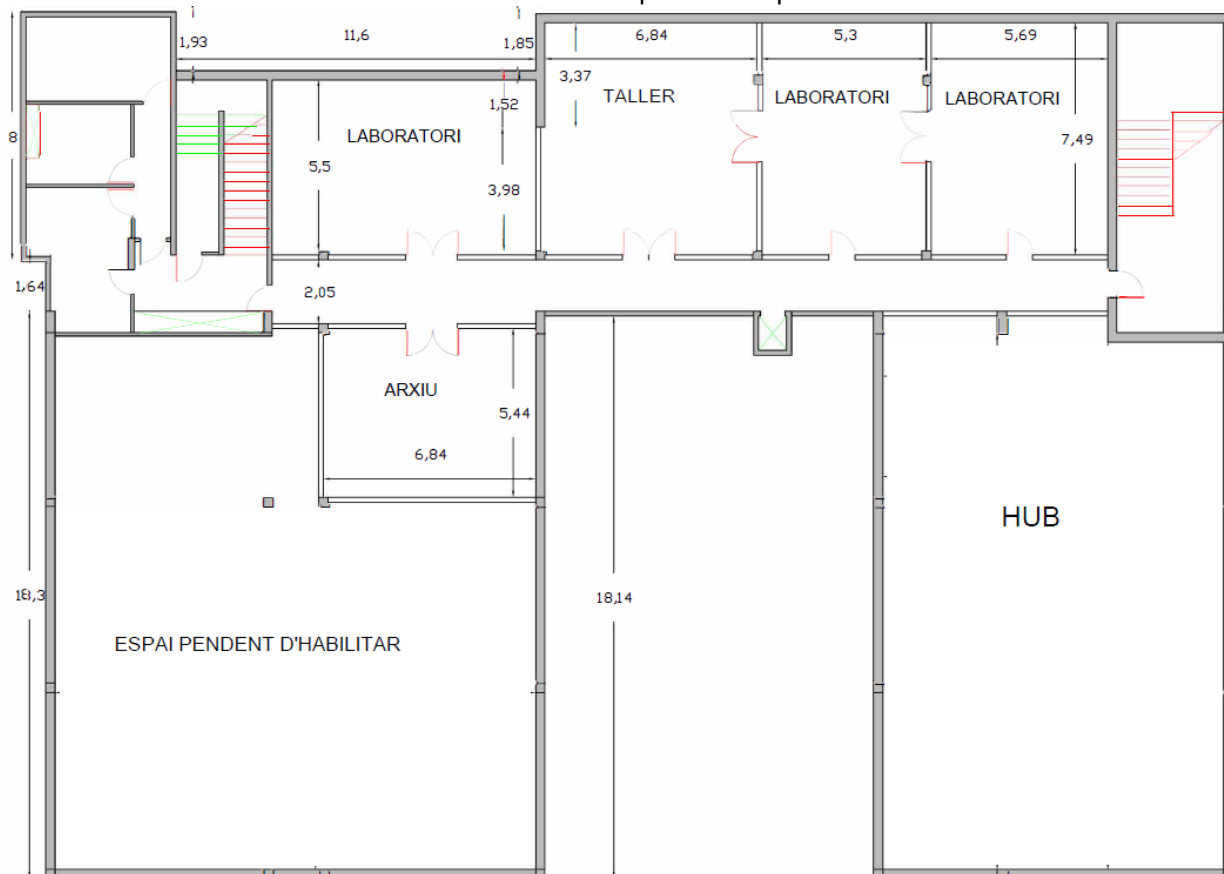 11,6
6,84
5,3
5,69
1,93
1,85
3,37
TALLER
LABORATORI
LABORATORI
1,52
8
LABORATORI
7,49
5,5
3,98
1,64
2,05
ARXIU
5,44
6,84
HUB
18,3
18,14
ESPAI PENDENT D'HABILITAR